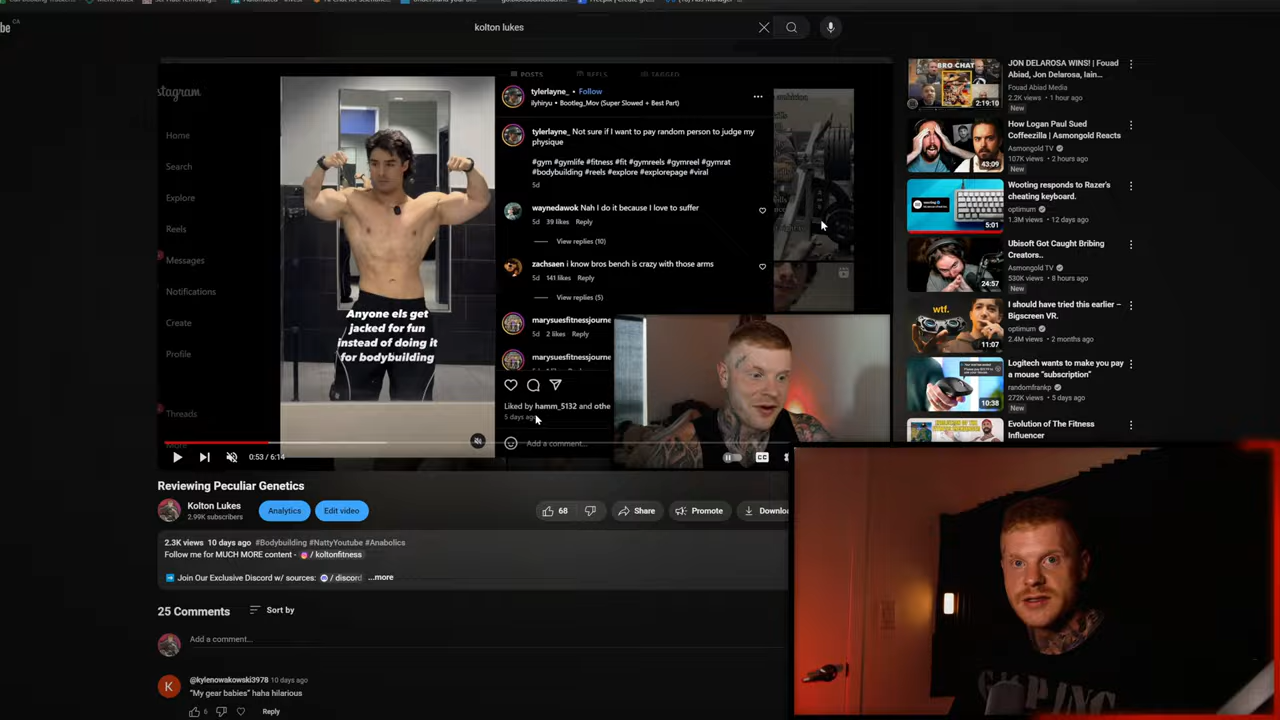 kolton lukes
stagram
Home
Search
Explore
Reels
Messages
Notifications
Create
Profile
Threads
Anyone els get
jacked for fun
instead of doing it
for bodybuilding
POSTS
REELS
TAGGED
tylerlayne_ • Follow
ilyhiryu • Bootleg_Mov (Super Slowed + Best Part)
tylerlayne_ Not sure if I want to pay random person to judge my
physique
#gym #gymlife #fitness #fit #gymreels #gymreel #gymrat
#bodybuilding #reels #explore #explorepage #viral
5d
waynedawok Nah I do it because I love to suffer
5d 39 likes Reply
View replies (10)
zachsaen i know bros bench is crazy with those arms
5d 141 likes Reply
View replies (5)
marysuesfitnessjourne
5d 2 likes Reply
marysuesfitnessjourne
Liked by hamm_5132 and othe
5 days ago
Add a comment...
0:53 / 6:14
CC
Reviewing Peculiar Genetics
Kolton Lukes
2.99K subscribers
Analytics
Edit video
68
Share
Promote
Downloa
2.3K views 10 days ago #Bodybuilding #NattyYoutube #Anabolics
Follow me for MUCH MORE content - / koltonfitness
Join Our Exclusive Discord w/ sources: / discord ...more
25 Comments
Sort by
Add a comment...
K
@kylenowakowski3978 10 days ago
"My gear babies" haha hilarious
6
Reply
BRO CHAT
2:19:10
JON DELAROSA WINS! | Fouad
Abiad, Jon Delarosa, Iain...
Fouad Abiad Media
2.2K views • 1 hour ago
New
43:09
How Logan Paul Sued
Coffeezilla | Asmongold Reacts
Asmongold TV
107K views • 2 hours ago
New
5:01
Wooting responds to Razer's
cheating keyboard.
optimum
1.3M views • 12 days ago
24:57
Ubisoft Got Caught Bribing
Creators..
Asmongold TV
530K views • 8 hours ago
New
wtf.
11:07
I should have tried this earlier –
Bigscreen VR.
optimum
2.4M views • 2 months ago
10:38
Logitech wants to make you pay
a mouse "subscription"
randomfrankp
272K views • 5 days ago
New
Evolution Of The Fitness
Influencer